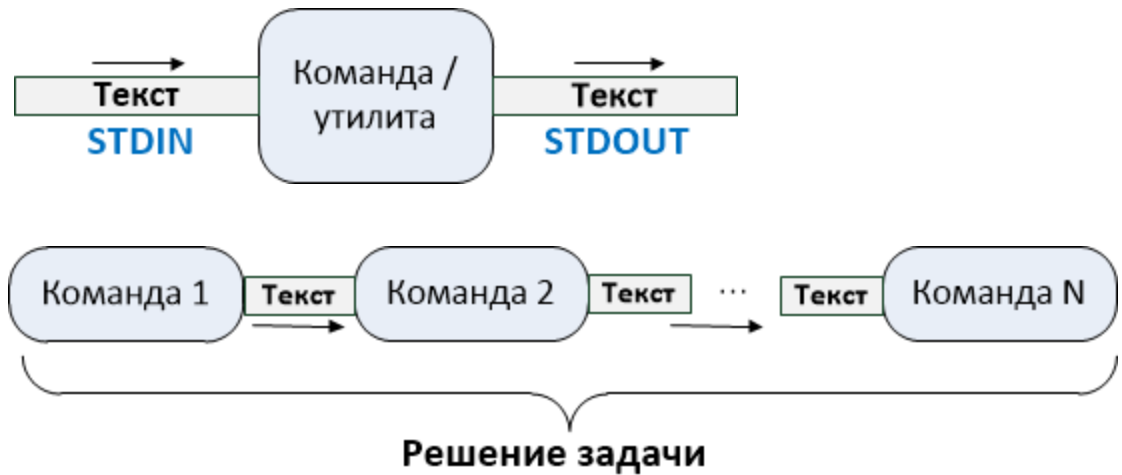 Команда /
утилита
Текст
Текст
STDIN
STDOUT
Команда 1
Текст
Команда 2
Текст
...
Текст
Команда N
Решение задачи